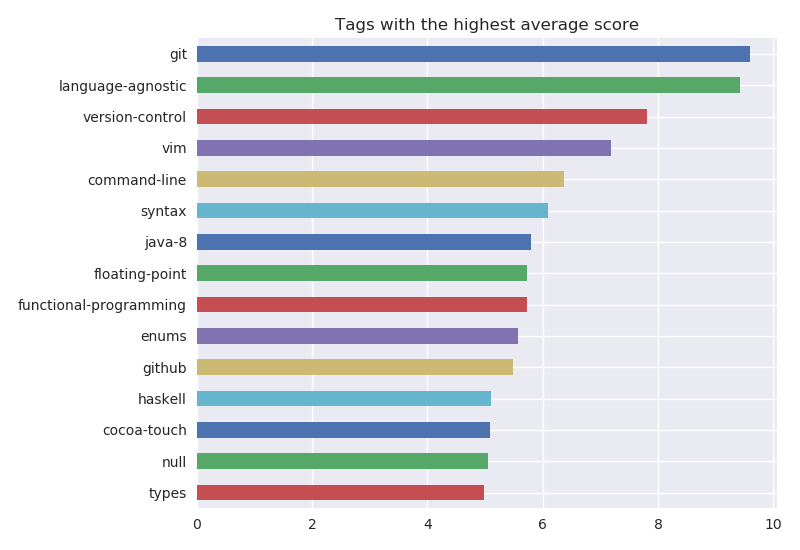 Tags with the highest average score
git
language-agnostic
version-control
vim
command-line
syntax
java-8
floating-point
functional-programming
enums
github
haskell
cocoa-touch
null
types
0 2 4 6 8 10